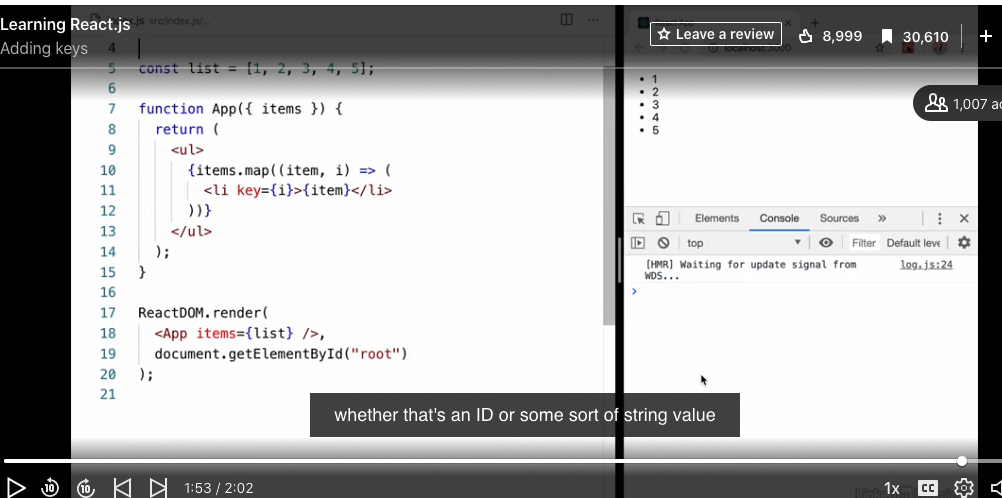 Learning React.js
Adding keys
.js src/index.js/...
Leave a review
8,999
30,610
localhost:3000
1,007
4
5 const list = [1, 2, 3, 4, 5];
6
7 function App({ items }) {
8 return (
9 <ul>
10 {items.map((item, i) => (
11 <li key={i}>{item}</li>
12 ))}
13 </ul>
14 );
15 }
16
17 ReactDOM.render(
18 <App items={list} />,
19 document.getElementById("root")
20 );
21
• 1
• 2
• 3
• 4
• 5
Elements Console Sources
top Filter Default leve
[HMR] Waiting for update signal from log.js:24
WDS...
whether that's an ID or some sort of string value
10 10 1:53 / 2:02 1x CC